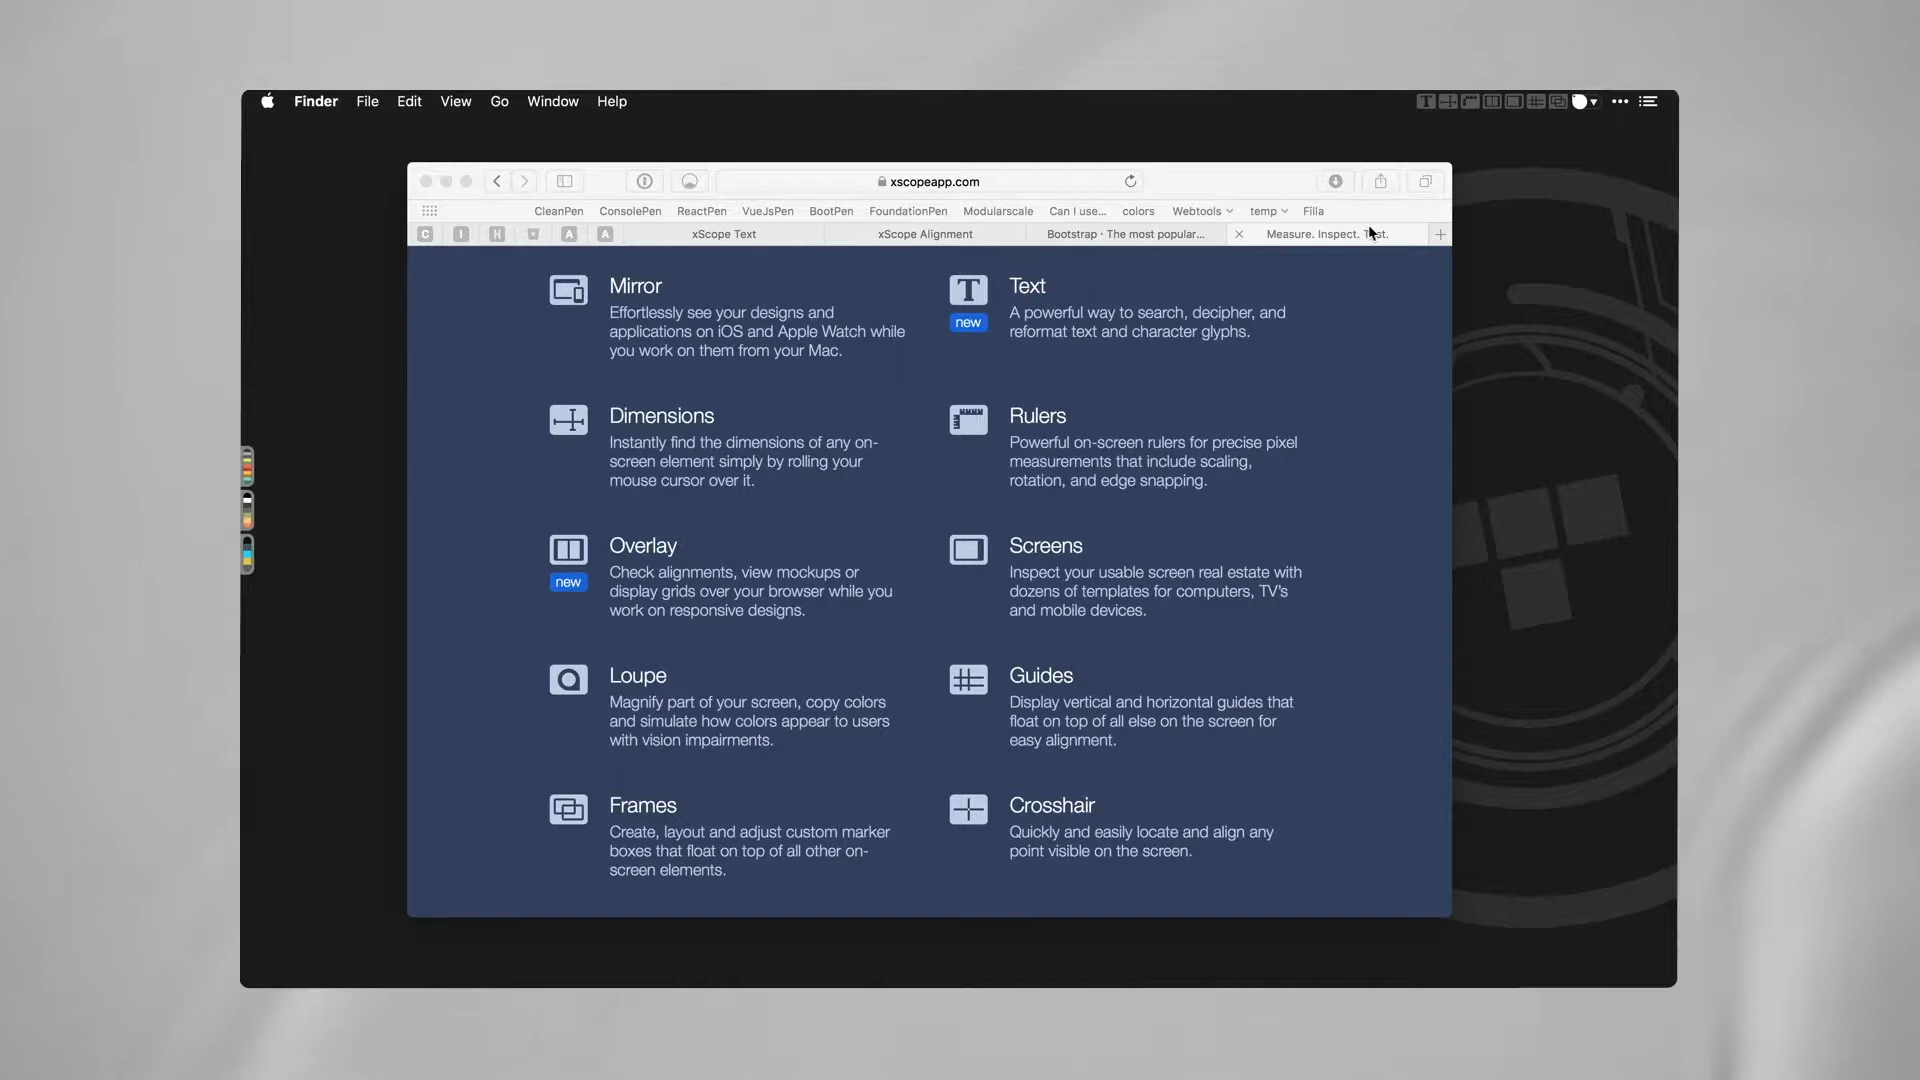 Finder File Edit View Go Window Help
xscopeapp.com
CleanPen ConsolePen ReactPen VueJsPen BootPen FoundationPen Modularscale Can I use... colors Webtools temp Filla
C I H A A xScope Text xScope Alignment Bootstrap · The most popular... Measure. Inspect. Test.
Mirror
Effortlessly see your designs and
applications on iOS and Apple Watch while
you work on them from your Mac.
T
new
Text
A powerful way to search, decipher, and
reformat text and character glyphs.
Dimensions
Instantly find the dimensions of any on-
screen element simply by rolling your
mouse cursor over it.
Rulers
Powerful on-screen rulers for precise pixel
measurements that include scaling,
rotation, and edge snapping.
new
Overlay
Check alignments, view mockups or
display grids over your browser while you
work on responsive designs.
Screens
Inspect your usable screen real estate with
dozens of templates for computers, TV's
and mobile devices.
Loupe
Magnify part of your screen, copy colors
and simulate how colors appear to users
with vision impairments.
Guides
Display vertical and horizontal guides that
float on top of all else on the screen for
easy alignment.
Frames
Create, layout and adjust custom marker
boxes that float on top of all other on-
screen elements.
Crosshair
Quickly and easily locate and align any
point visible on the screen.